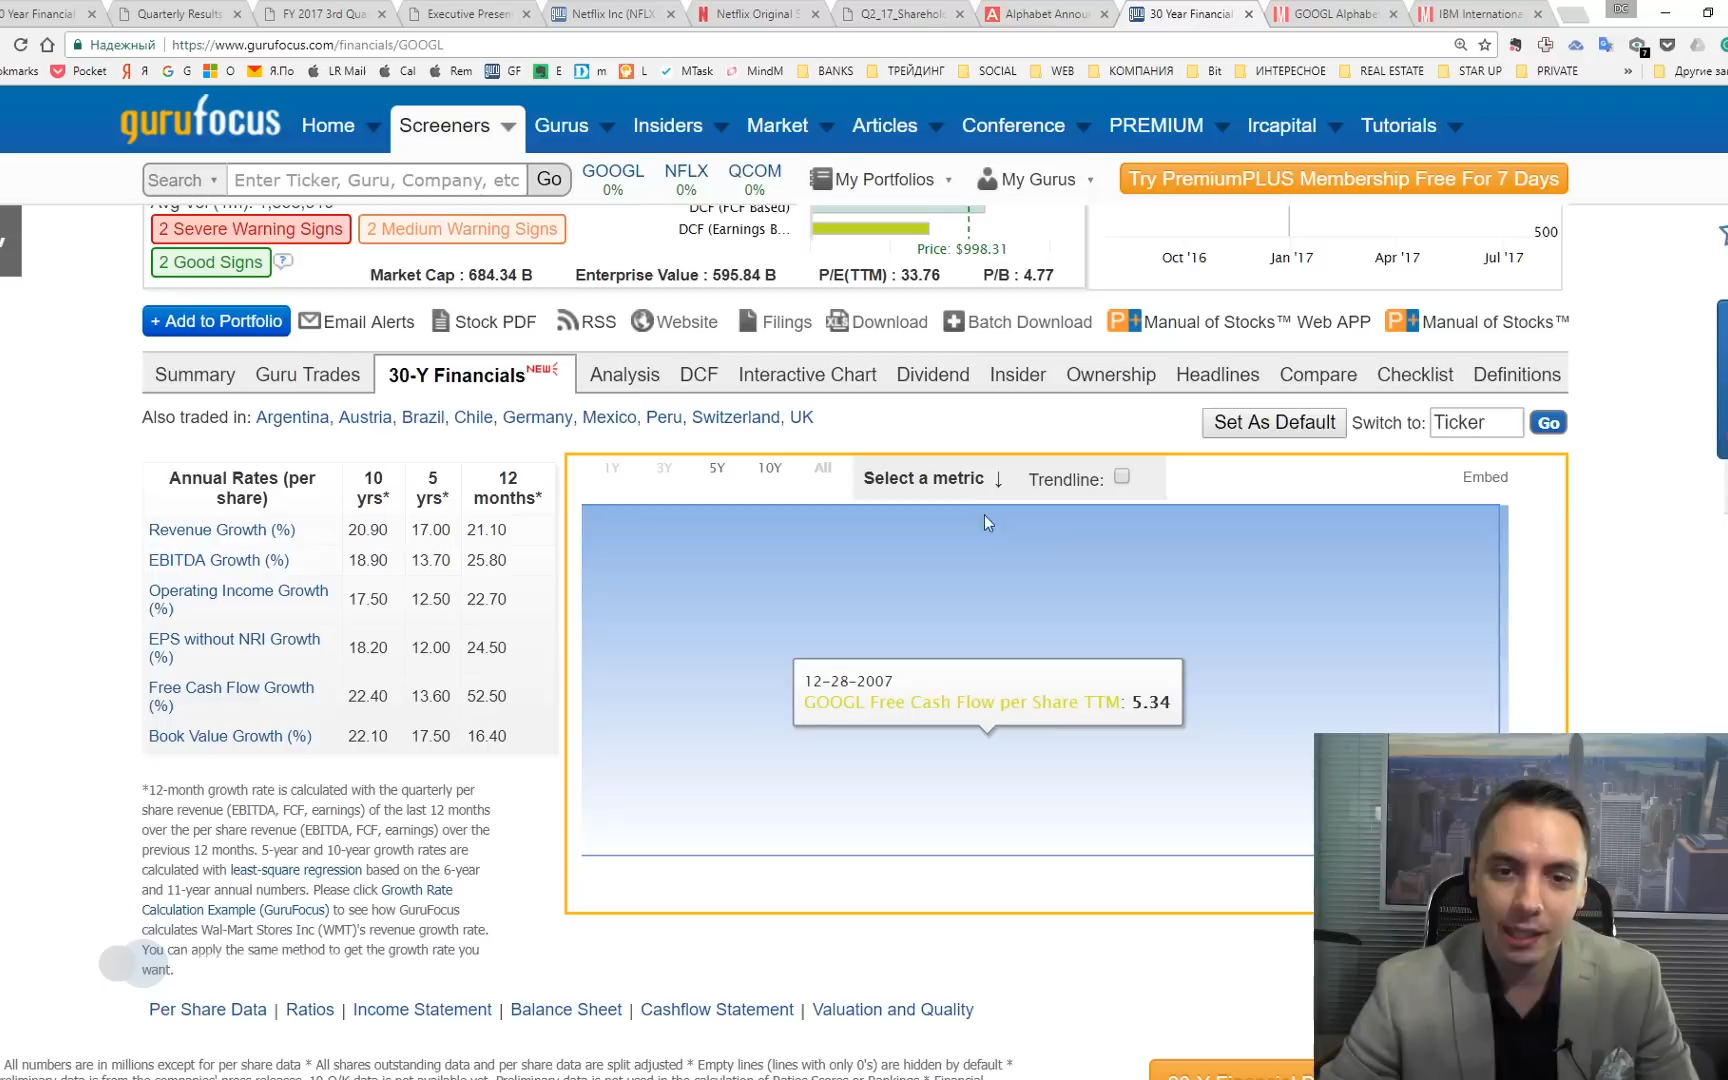 0 Year Financial
Quarterly Results
FY 2017 3rd Qua
Executive Presen
Netflix Inc (NFLX
Netflix Original S
Q2_17_Sharehol
Alphabet Annou
30 Year Financial
GOOGL Alphabe
IBM Internationa
DC
Надежный
https://www.gurufocus.com/financials/GOOGL
7
okmarks
Pocket
Я
G
O
Я.По
LR Mail
Cal
Rem
GF
E
m
L
MTask
MindM
BANKS
ТРЕЙДИНГ
SOCIAL
WEB
КОМПАНИЯ
Bit
ИНТЕРЕСНОЕ
REAL ESTATE
STAR UP
PRIVATE
»
Другие за
gurufocus
Home
Screeners
Gurus
Insiders
Market
Articles
Conference
PREMIUM
Ircapital
Tutorials
Search
Enter Ticker, Guru, Company, etc
Go
GOOGL
0%
NFLX
0%
QCOM
0%
My Portfolios
My Gurus
Try PremiumPLUS Membership Free For 7 Days
DCF (FCF Based)
2 Severe Warning Signs
2 Medium Warning Signs
DCF (Earnings B...
500
Price: $998.31
2 Good Signs
?
Oct '16
Jan '17
Apr '17
Jul '17
Market Cap : 684.34 B
Enterprise Value : 595.84 B
P/E(TTM) : 33.76
P/B : 4.77
+ Add to Portfolio
Email Alerts
Stock PDF
RSS
Website
Filings
XLS
Download
Batch Download
P+
Manual of Stocks™ Web APP
P+
Manual of Stocks™
Summary
Guru Trades
30-Y Financials NEW
Analysis
DCF
Interactive Chart
Dividend
Insider
Ownership
Headlines
Compare
Checklist
Definitions
Also traded in: Argentina, Austria, Brazil, Chile, Germany, Mexico, Peru, Switzerland, UK
Set As Default
Switch to:
Ticker
Go
Annual Rates (per share)
10 yrs*
5 yrs*
12 months*
Revenue Growth (%) 20.90 17.00 21.10
EBITDA Growth (%) 18.90 13.70 25.80
Operating Income Growth (%) 17.50 12.50 22.70
EPS without NRI Growth (%) 18.20 12.00 24.50
Free Cash Flow Growth (%) 22.40 13.60 52.50
Book Value Growth (%) 22.10 17.50 16.40
1Y
3Y
5Y
10Y
All
Select a metric ↓
Trendline:
Embed
12-28-2007
GOOGL Free Cash Flow per Share TTM: 5.34
*12-month growth rate is calculated with the quarterly per
share revenue (EBITDA, FCF, earnings) of the last 12 months
over the per share revenue (EBITDA, FCF, earnings) over the
previous 12 months. 5-year and 10-year growth rates are
calculated with least-square regression based on the 6-year
and 11-year annual numbers. Please click Growth Rate
Calculation Example (GuruFocus) to see how GuruFocus
calculates Wal-Mart Stores Inc (WMT)'s revenue growth rate.
You can apply the same method to get the growth rate you
want.
Per Share Data | Ratios | Income Statement | Balance Sheet | Cashflow Statement | Valuation and Quality
All numbers are in millions except for per share data * All shares outstanding data and per share data are split adjusted * Empty lines (lines with only 0's) are hidden by default *